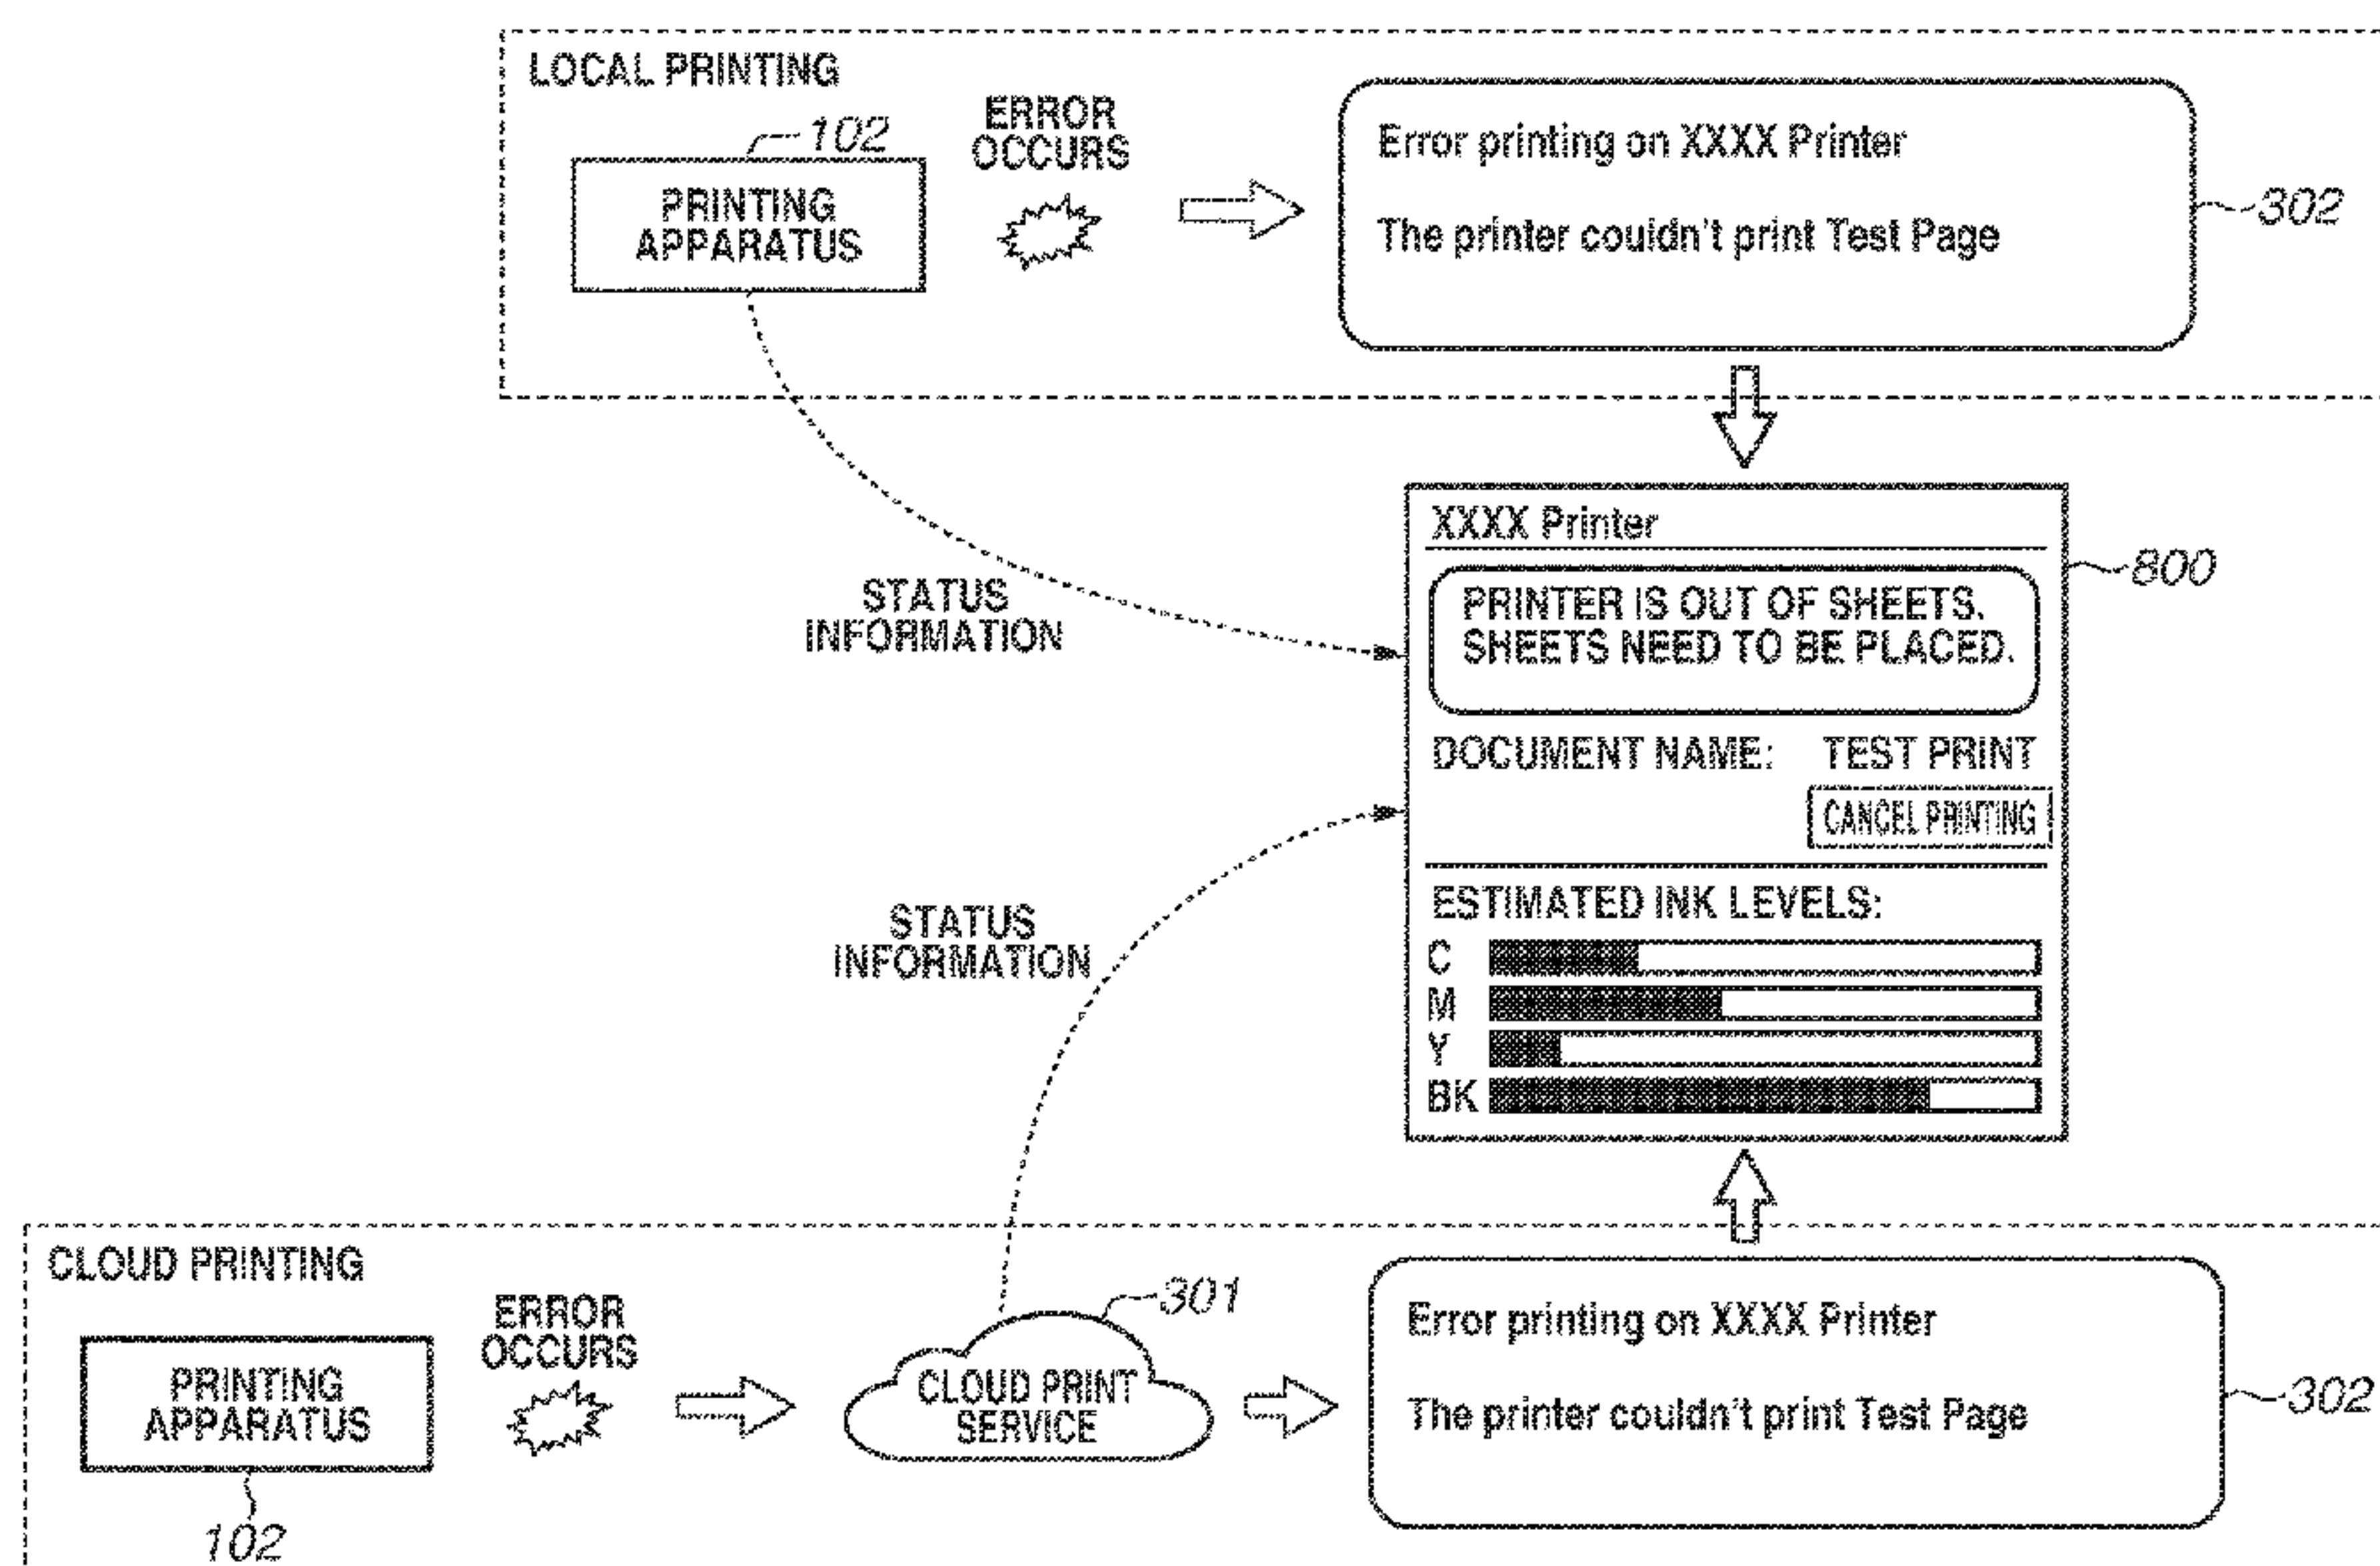 LOCAL PRINTING
102
PRINTING
APPARATUS
ERROR
OCCURS
Error printing on XXXX Printer
The printer couldn't print Test Page
302
STATUS
INFORMATION
XXXX Printer
800
PRINTER IS OUT OF SHEETS.
SHEETS NEED TO BE PLACED.
DOCUMENT NAME: TEST PRINT
CANCEL PRINTING
ESTIMATED INK LEVELS:
C
M
Y
BK
STATUS
INFORMATION
CLOUD PRINTING
PRINTING
APPARATUS
102
ERROR
OCCURS
301
CLOUD PRINT
SERVICE
Error printing on XXXX Printer
The printer couldn't print Test Page
302